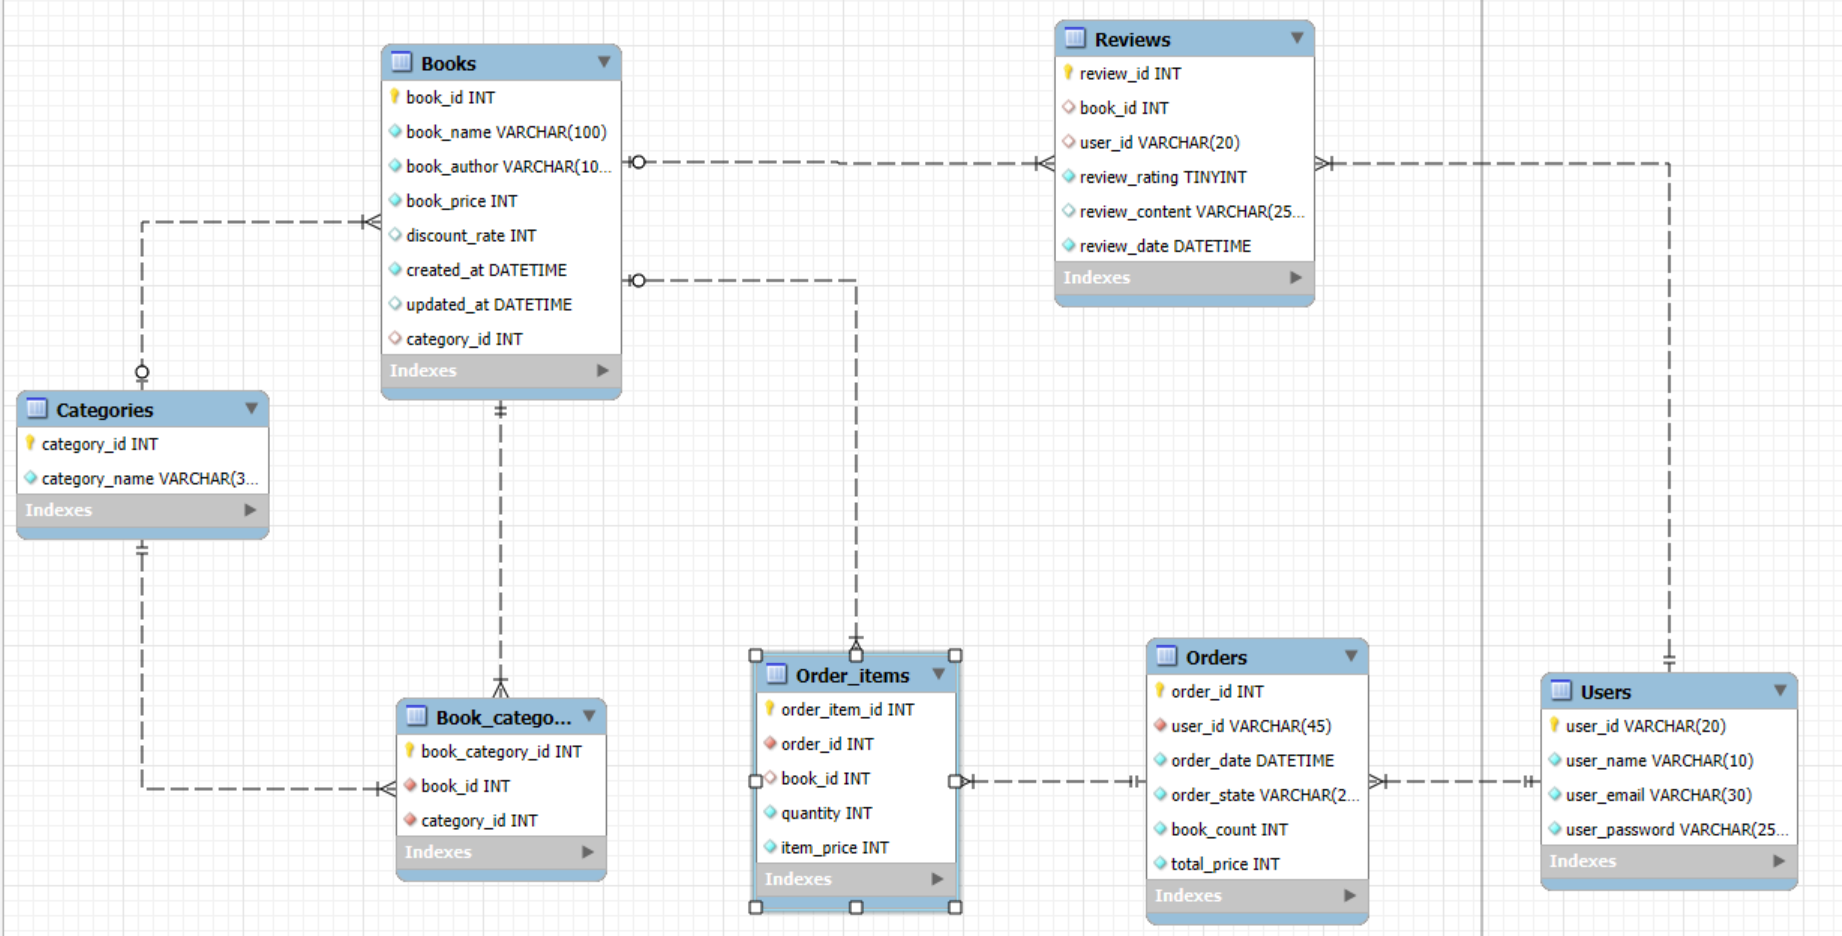 Books
book_id INT
book_name VARCHAR(100)
book_author VARCHAR(10...
book_price INT
discount_rate INT
created_at DATETIME
updated_at DATETIME
category_id INT
Indexes
Reviews
review_id INT
book_id INT
user_id VARCHAR(20)
review_rating TINYINT
review_content VARCHAR(25...
review_date DATETIME
Indexes
Categories
category_id INT
category_name VARCHAR(3...
Indexes
Book_catego...
book_category_id INT
book_id INT
category_id INT
Indexes
Order_items
order_item_id INT
order_id INT
book_id INT
quantity INT
item_price INT
Indexes
Orders
order_id INT
user_id VARCHAR(45)
order_date DATETIME
order_state VARCHAR(2...
book_count INT
total_price INT
Indexes
Users
user_id VARCHAR(20)
user_name VARCHAR(10)
user_email VARCHAR(30)
user_password VARCHAR(25...
Indexes